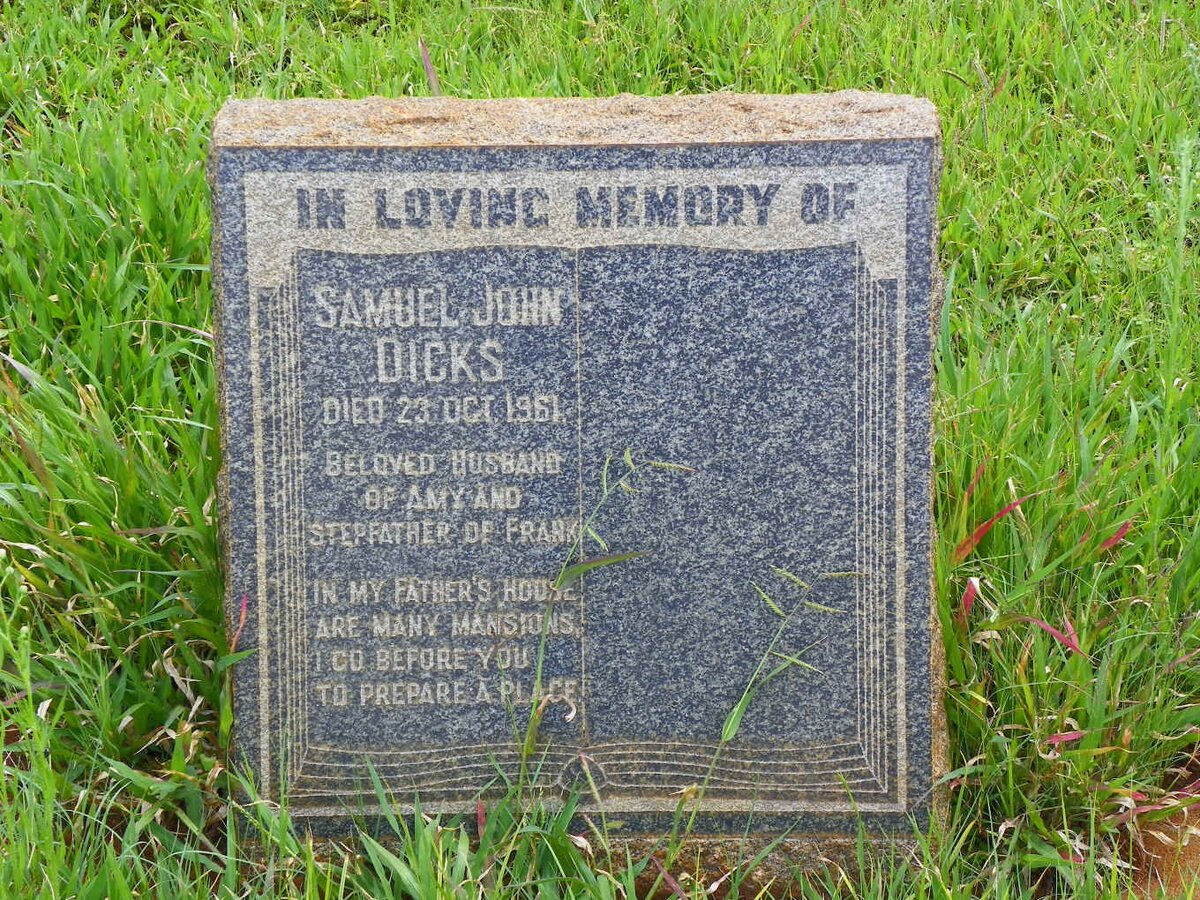 IN LOVING MEMORY OF
SAMUEL JOHN
DICKS
DIED 23. OCT. 1961.
BELOVED HUSBAND
OF AMY AND
STEPFATHER OF FRANK
IN MY FATHER'S HOUSE
ARE MANY MANSIONS,
I GO BEFORE YOU
TO PREPARE A PLACE